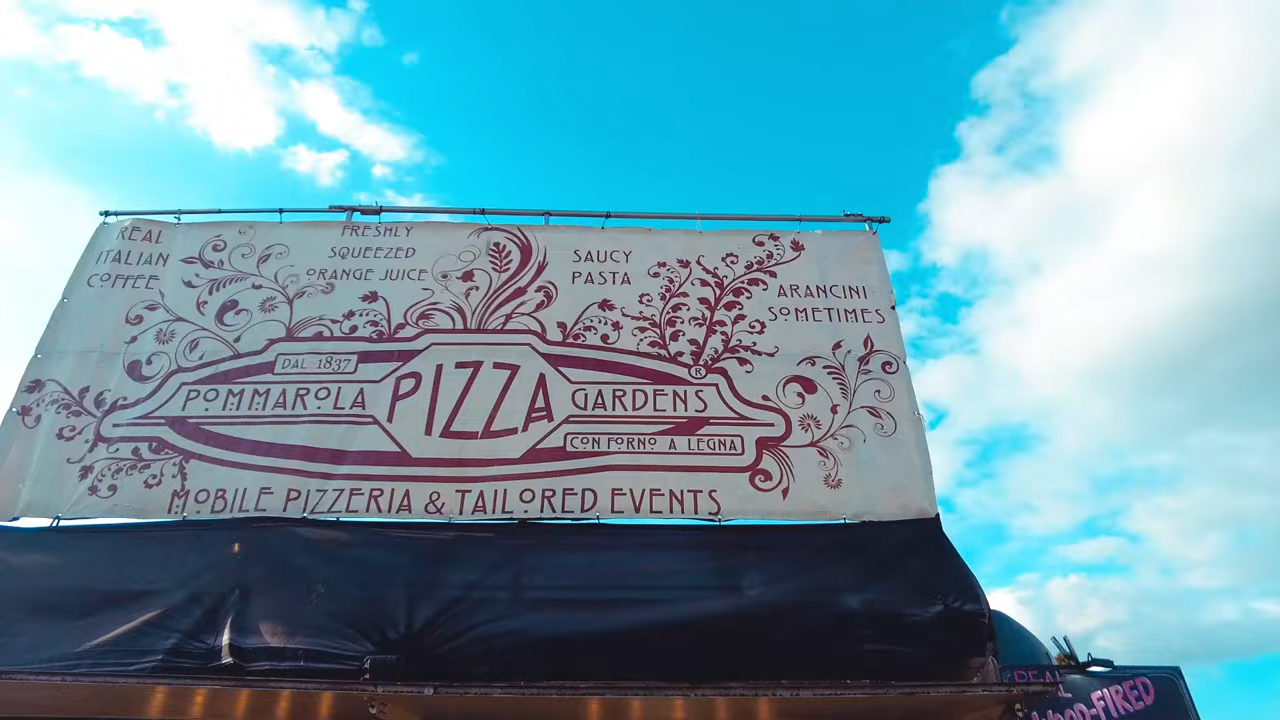 REAL
ITALIAN
COFFEE
FRESHLY
SQUEEZED
ORANGE JUICE
SAUCY
PASTA
ARANCINI
SOMETIMES
DAL 1837
®
POMMAROLA PIZZA GARDENS
CON FORNO A LEGNA
MOBILE PIZZERIA & TAILORED EVENTS
REAL
WOOD-FIRED